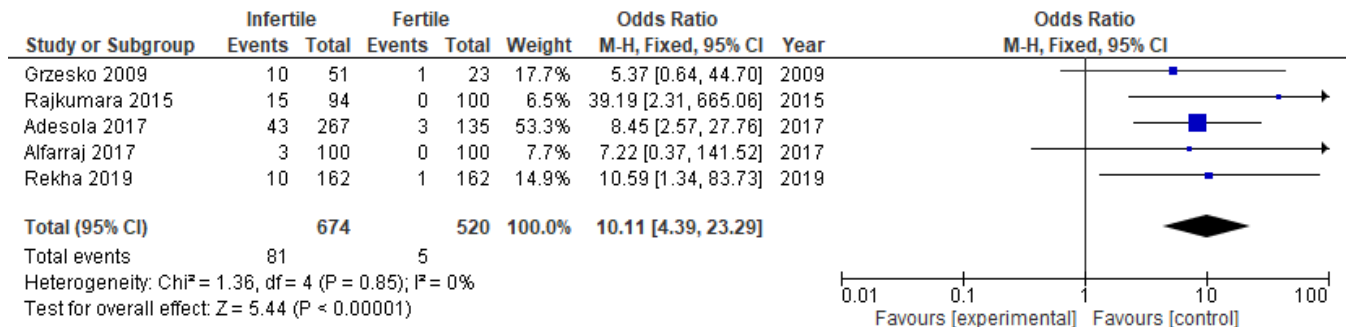 Infertile Fertile Odds Ratio Odds Ratio
Study or Subgroup Events Total Events Total Weight M-H, Fixed, 95% CI Year M-H, Fixed, 95% CI
Grzesko 2009 10 51 1 23 17.7% 5.37 [0.64, 44.70] 2009
Rajkumara 2015 15 94 0 100 6.5% 39.19 [2.31, 665.06] 2015
Adesola 2017 43 267 3 135 53.3% 8.45 [2.57, 27.76] 2017
Alfarraj 2017 3 100 0 100 7.7% 7.22 [0.37, 141.52] 2017
Rekha 2019 10 162 1 162 14.9% 10.59 [1.34, 83.73] 2019
Total (95% CI) 674 520 100.0% 10.11 [4.39, 23.29]
Total events 81 5
Heterogeneity: Chi² = 1.36, df = 4 (P = 0.85); I² = 0%
Test for overall effect: Z = 5.44 (P < 0.00001)
0.01 0.1 1 10 100
Favours [experimental] Favours [control]